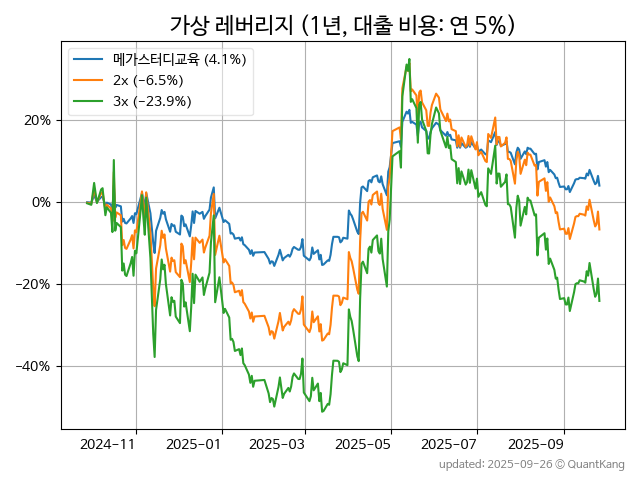 가상 레버리지 (1년, 대출 비용: 연 5%)
메가스터디교육 (4.1%)
2x (−6.5%)
3x (−23.9%)
20%
0%
−20%
−40%
2024-11 2025-01 2025-03 2025-05 2025-07 2025-09
updated: 2025-09-26 © QuantKang